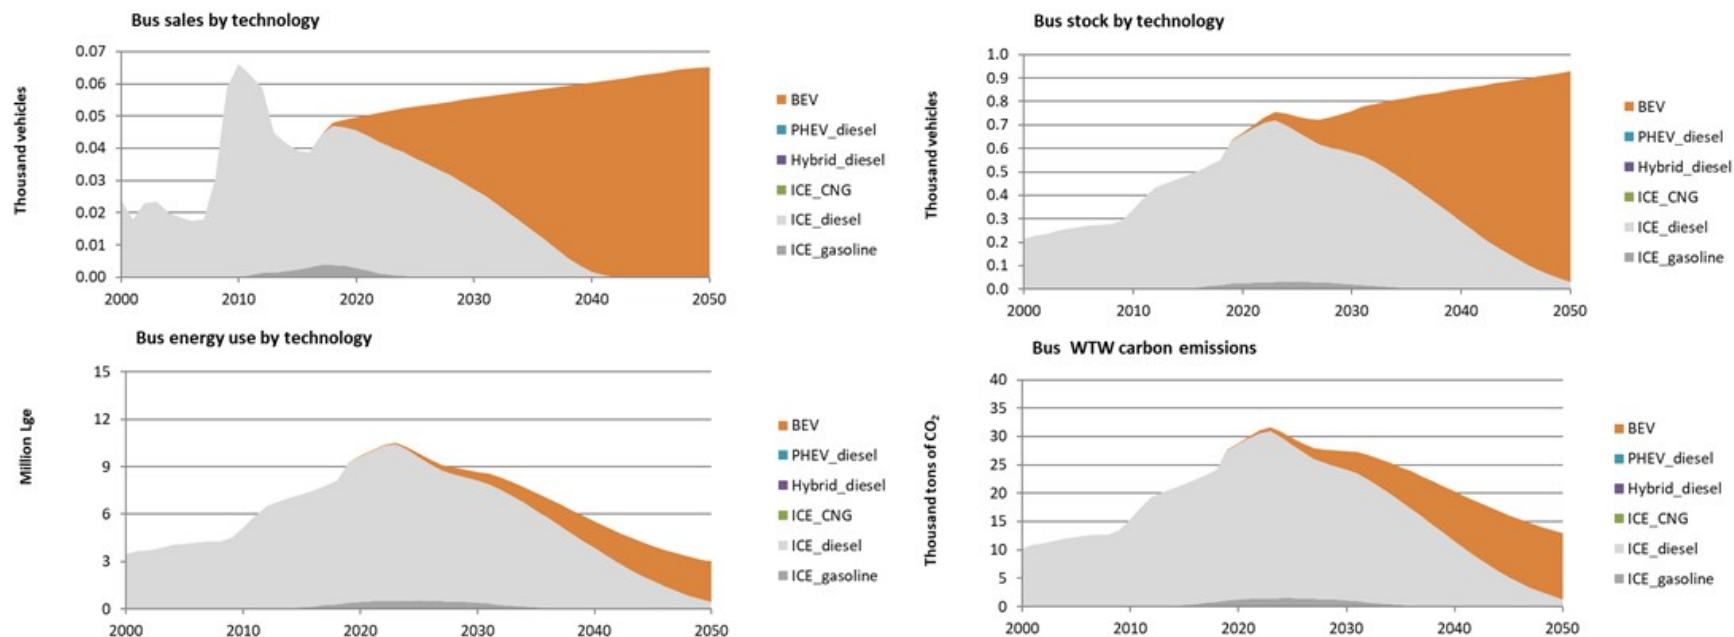 Bus sales by technology
Thousand vehicles
0.07
0.06
0.05
0.04
0.03
0.02
0.01
0.00
2000 2010 2020 2030 2040 2050
BEV
PHEV_diesel
Hybrid_diesel
ICE_CNG
ICE_diesel
ICE_gasoline
Bus stock by technology
Thousand vehicles
1.0
0.9
0.8
0.7
0.6
0.5
0.4
0.3
0.2
0.1
0.0
2000 2010 2020 2030 2040 2050
BEV
PHEV_diesel
Hybrid_diesel
ICE_CNG
ICE_diesel
ICE_gasoline
Bus energy use by technology
Million Lge
15
12
9
6
3
0
2000 2010 2020 2030 2040 2050
BEV
PHEV_diesel
Hybrid_diesel
ICE_CNG
ICE_diesel
ICE_gasoline
Bus WTW carbon emissions
Thousand tons of CO₂
40
35
30
25
20
15
10
5
0
2000 2010 2020 2030 2040 2050
BEV
PHEV_diesel
Hybrid_diesel
ICE_CNG
ICE_diesel
ICE_gasoline